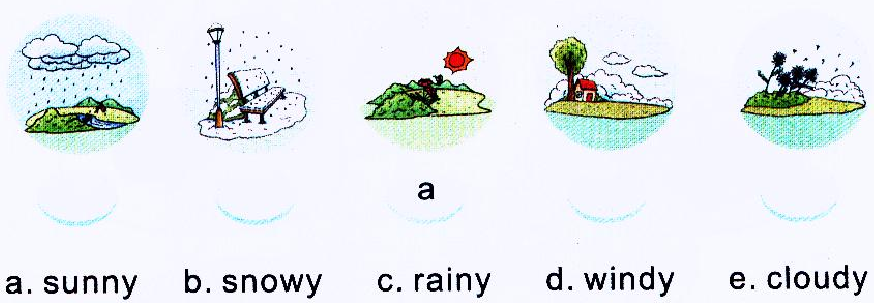 a
a. sunny b. snowy c. rainy d. windy e. cloudy